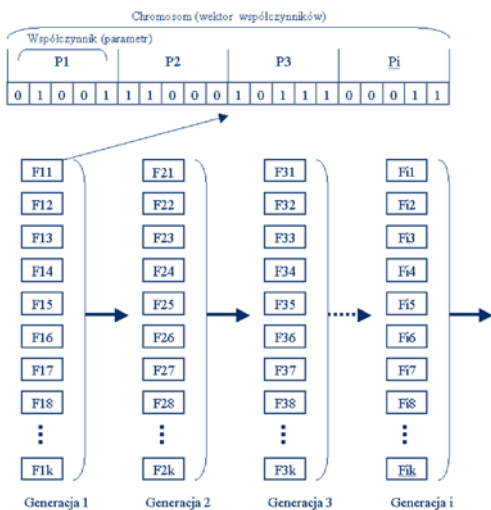 Chromosom (wektor współczynników)
Współczynnik (parametr)
P1 P2 P3 Pi
0 1 0 0 1 1 1 0 0 0 1 0 1 1 1 0 0 0 1 1
F11 F21 F31 Fi1
F12 F22 F32 Fi2
F13 F23 F33 Fi3
F14 F24 F34 Fi4
F15 F25 F35 Fi5
F16 F26 F36 Fi6
F17 F27 F37 Fi7
F18 F28 F38 Fi8
F1k F2k F3k Fik
Generacja 1 Generacja 2 Generacja 3 Generacja i